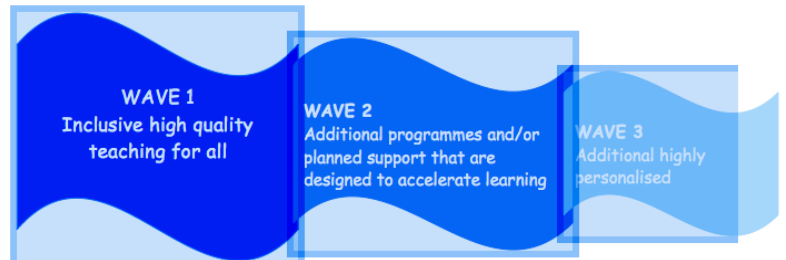 WAVE 1
Inclusive high quality
teaching for all
WAVE 2
Additional programmes and/or
planned support that are
designed to accelerate learning
WAVE 3
Additional highly
personalised